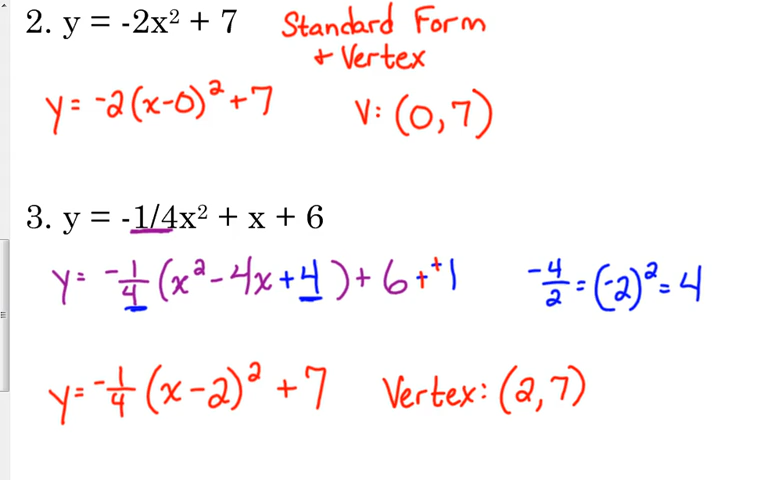 2. y = -2x² + 7 Standard Form
+ Vertex
y = -2(x-0)² + 7 V: (0, 7)
3. y = -1/4x² + x + 6
y = -1/4 (x² - 4x + 4) + 6 + +1 -4/2 = (-2)² = 4
y = -1/4 (x - 2)² + 7 Vertex: (2, 7)